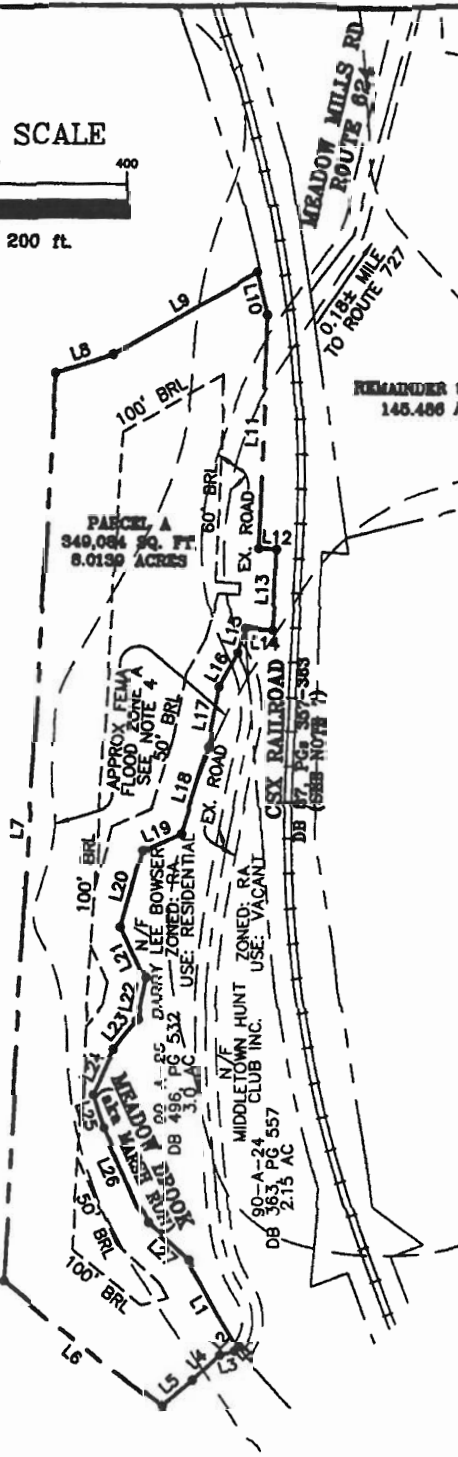 SCALE
400
200 ft.
MEADOW MILLS RD
ROUTE 624
0.18± MILE
TO ROUTE 727
L9
L10
L8
100' BRL
REMAINDER
145.486
L11
60' BRL
EX. ROAD
PARCEL A
349,084 SQ. FT.
8.0139 ACRES
L12
L13
L14
L15
L16
L17
APPROX FEMA
FLOOD ZONE A
SEE NOTE 4
50' BRL
L18
EX. ROAD
CSX RAILROAD
DB 87, PGs 357-363
(SEE NOTE 7)
L7
100' BRL
L19
L20
L21
L22
L23
L24
L25
L26
N/F
BOWSER
LEE
ZONED: RA
USE: RESIDENTIAL
DB 496, PG 532
3.0 AC
MEADOW BROOK
(aka MARSH
N/F
MIDDLETOWN HUNT
CLUB INC.
ZONED: RA
USE: VACANT
90-A-24
DB 363, PG 557
2.15 AC
50' BRL
100' BRL
L27
L1
L2
L3
L4
L5
L6